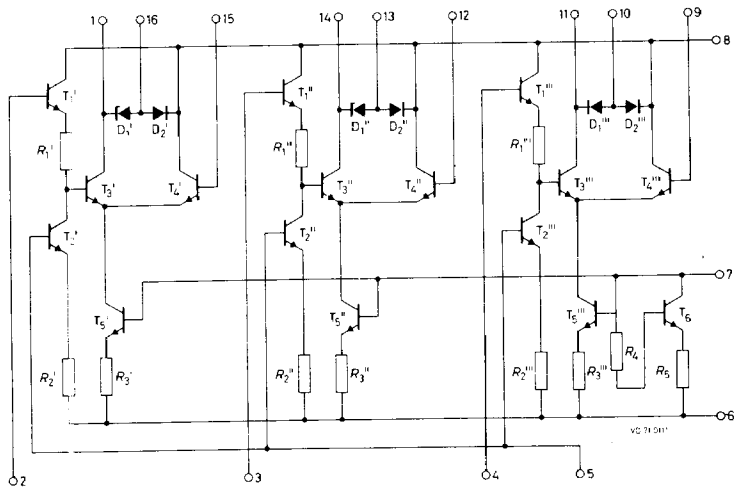 1 16 15 14 13 12 11 10 9
8
T1' T1'' T1'''
D1' D2' D1'' D2'' D1''' D2'''
R1' R1'' R1'''
T3' T4' T3'' T4'' T3''' T4'''
T2' T2'' T2'''
7
T5' T5'' T5''' T6
R4
R2' R3' R2'' R3'' R2''' R3''' R5
6
2 3 4 5